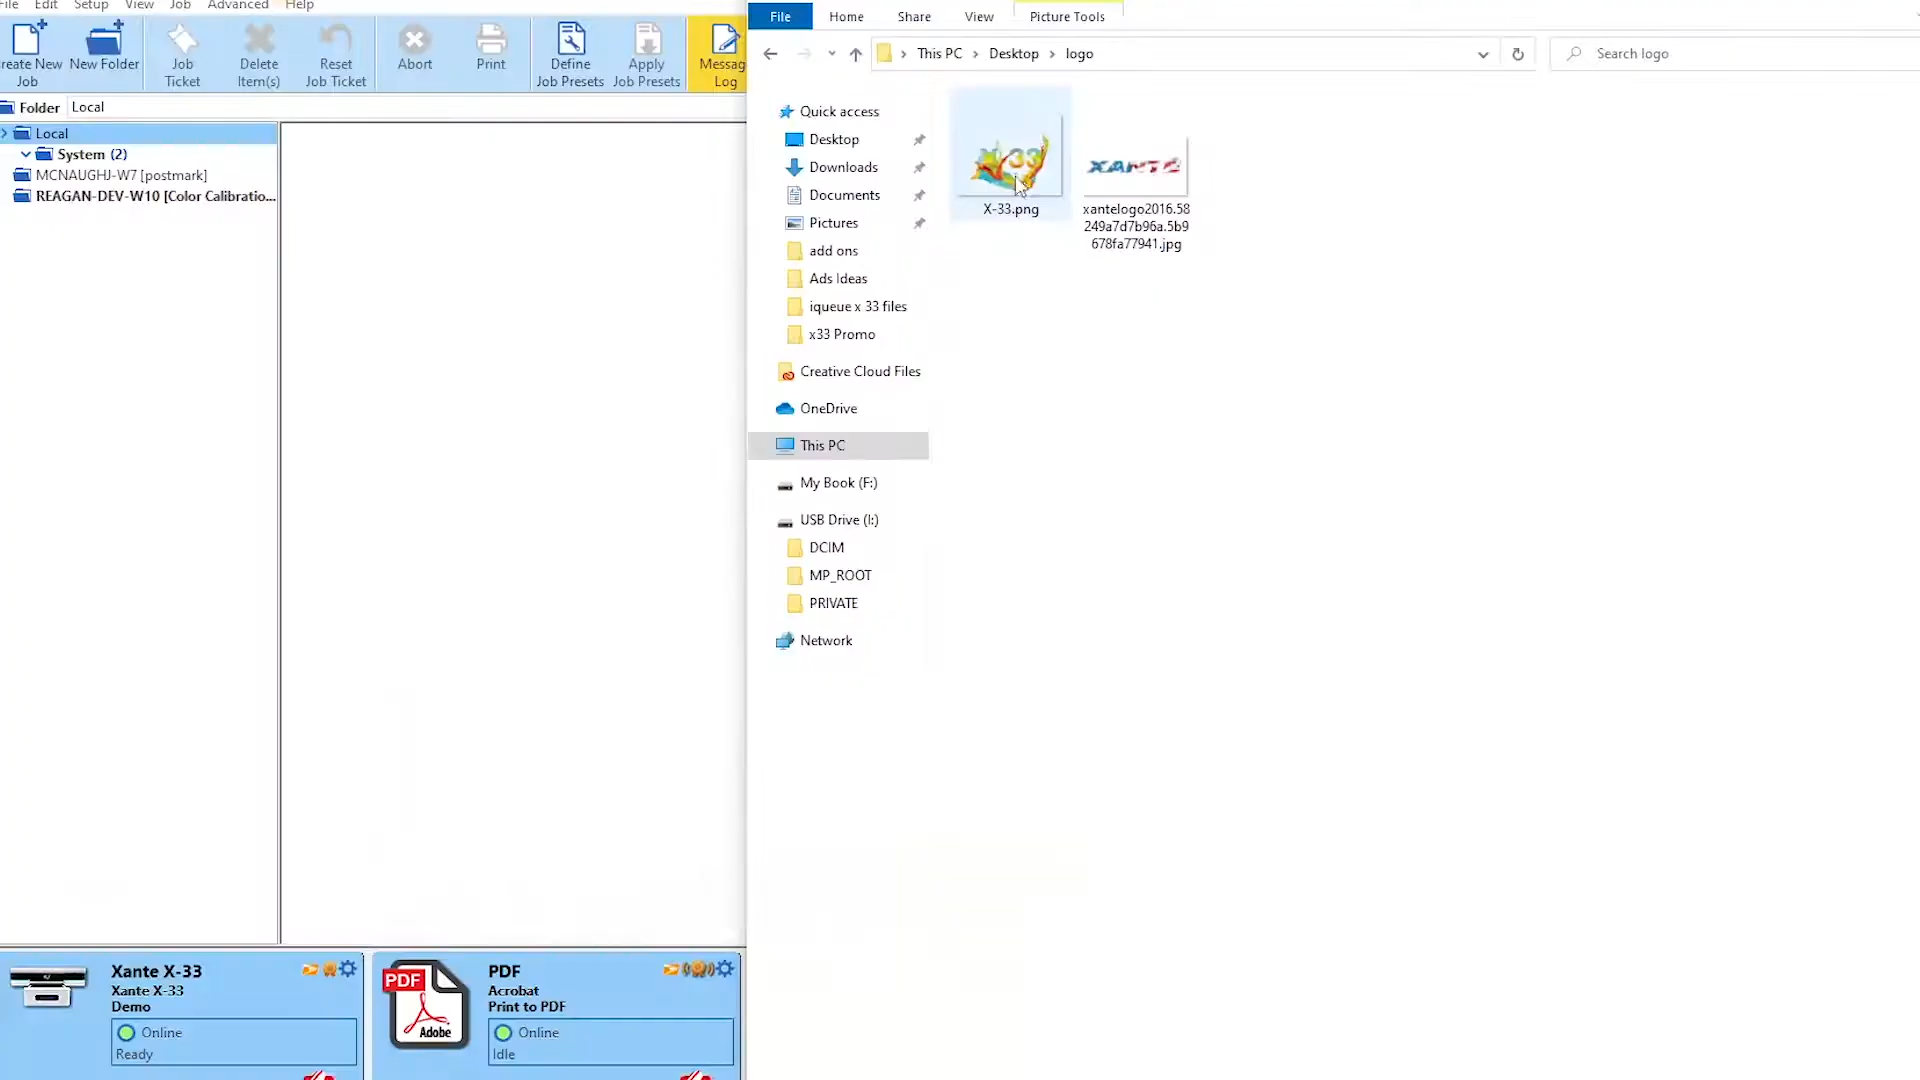 File Edit Setup View Job Advanced Help
Create New
Job
New Folder
Job
Ticket
Delete
Item(s)
Reset
Job Ticket
Abort
Print
Define
Job Presets
Apply
Job Presets
Messag
Log
Folder Local
Local
System (2)
MCNAUGHJ-W7 [postmark]
REAGAN-DEV-W10 [Color Calibratio...
Xante X-33
Xante X-33
Demo
Online
Ready
PDF
Adobe
PDF
Acrobat
Print to PDF
Online
Idle
File Home Share View Picture Tools
This PC Desktop logo
Search logo
Quick access
Desktop
Downloads
Documents
Pictures
add ons
Ads Ideas
iqueue x 33 files
x33 Promo
Creative Cloud Files
OneDrive
This PC
My Book (F:)
USB Drive (I:)
DCIM
MP_ROOT
PRIVATE
Network
X-33
X-33.png
XANTE
xantelogo2016.58
249a7d7b96a.5b9
678fa77941.jpg